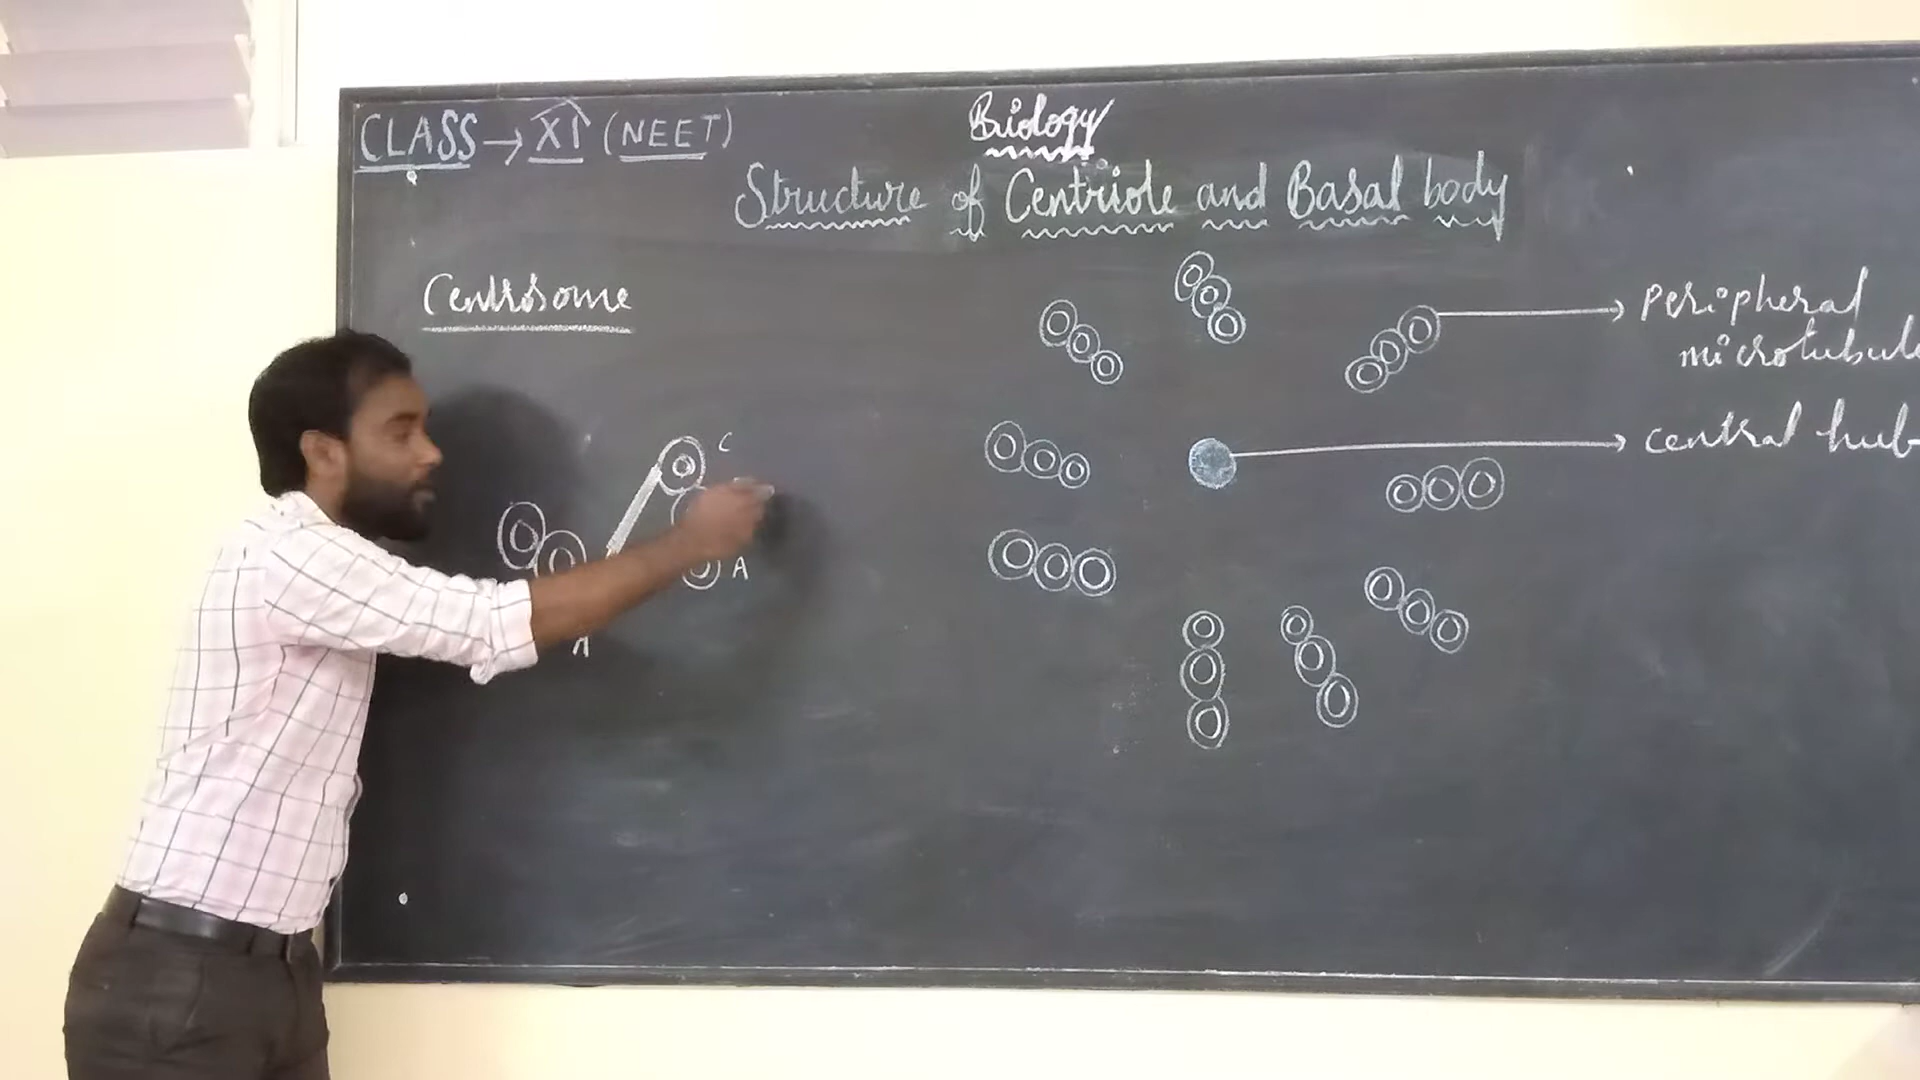 CLASS → XI (NEET)
Biology
Structure of Centriole and Basal body
Centrosome
Peripheral
microtubule
central hub
C
A
A